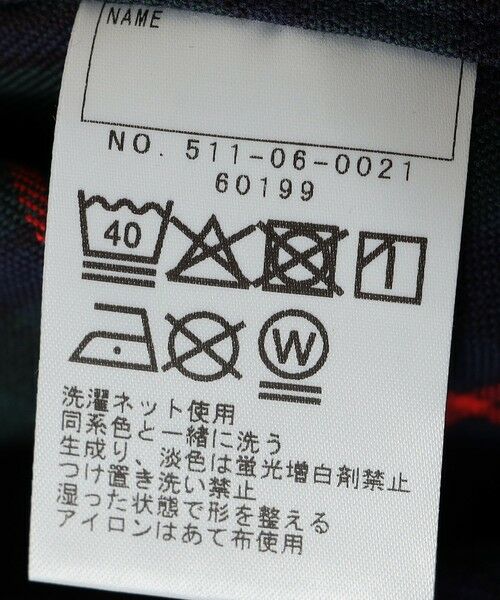 NAME
NO. 511-06-0021
60199
40
W
洗濯ネット使用
同系色と一緒に洗う
生成り、淡色は蛍光増白剤禁止
つけ置き洗い禁止
湿った状態で形を整える
アイロンはあて布使用